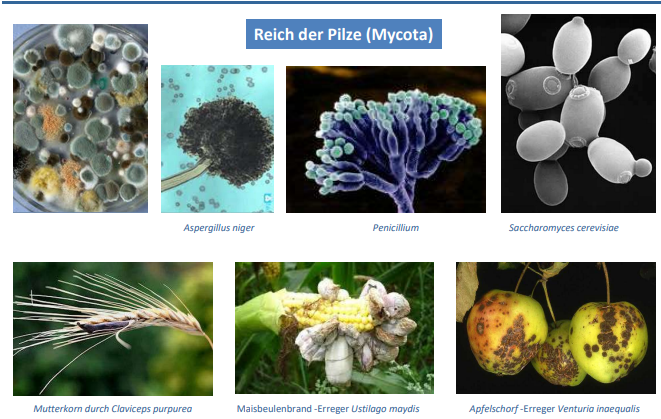 Reich der Pilze (Mycota)
Aspergillus niger
Penicillium
Saccharomyces cerevisiae
Mutterkorn durch Claviceps purpurea
Maisbeulenbrand -Erreger Ustilago maydis
Apfelschorf -Erreger Venturia inaequalis